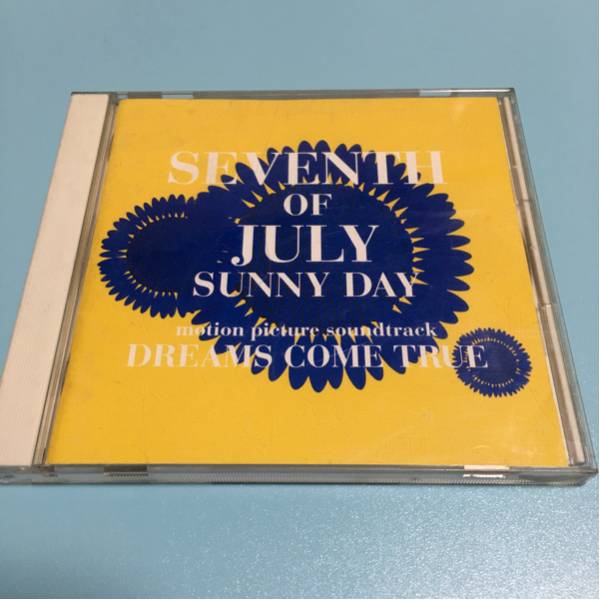 SEVENTH
OF
JULY
SUNNY DAY
motion picture soundtrack
DREAMS COME TRUE